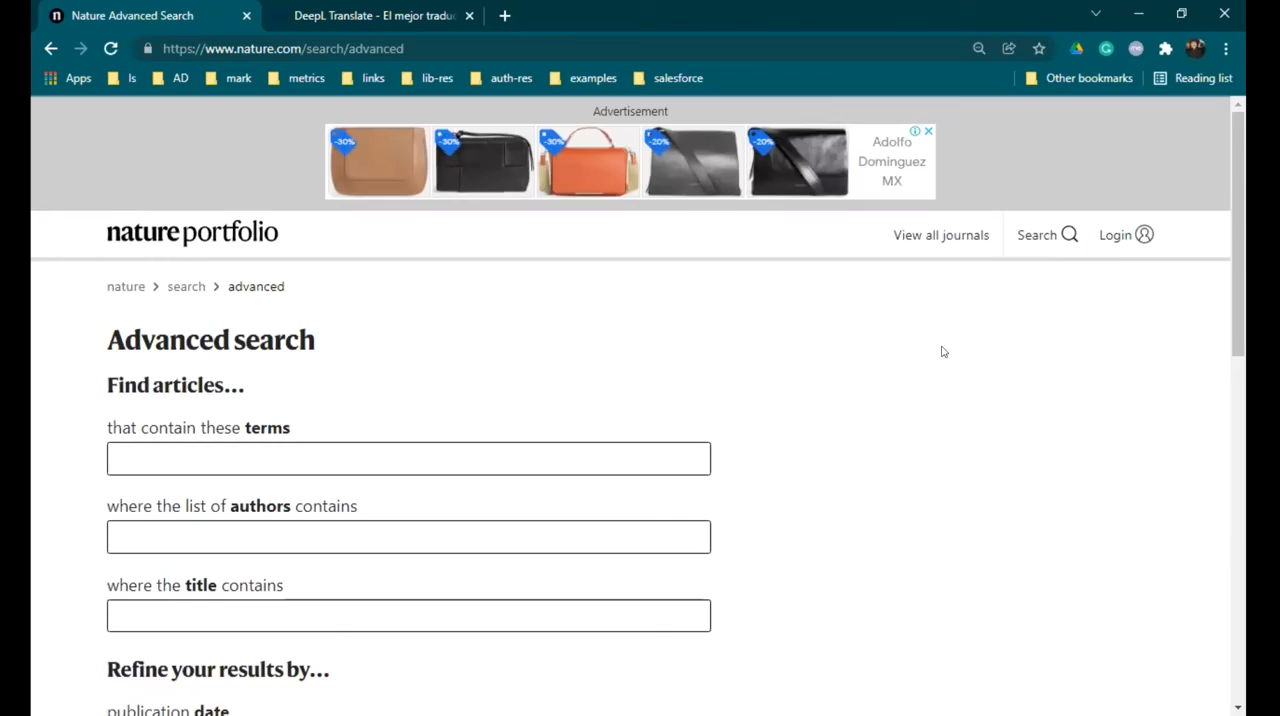 Nature Advanced Search
DeepL Translate - El mejor traduc
https://www.nature.com/search/advanced
Apps ls AD mark metrics links lib-res auth-res examples salesforce Other bookmarks Reading list
Advertisement
-30% -30% -30% -20% -20%
Adolfo
Dominguez
MX
nature portfolio
View all journals Search Login
nature > search > advanced
Advanced search
Find articles...
that contain these terms
where the list of authors contains
where the title contains
Refine your results by...
publication date